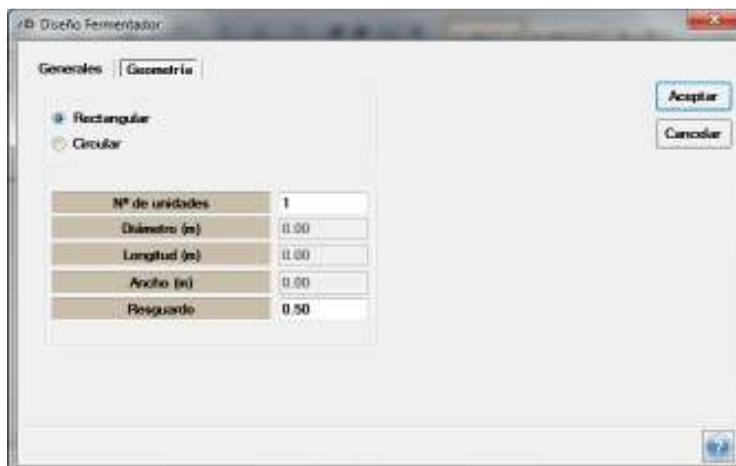 Diseño Fermentador
Generales Geometría
Rectangular
Circular
Aceptar
Cancelar
Nº de unidades 1
Diámetro (m) 0.00
Longitud (m) 0.00
Ancho (m) 0.00
Resguardo 0.50